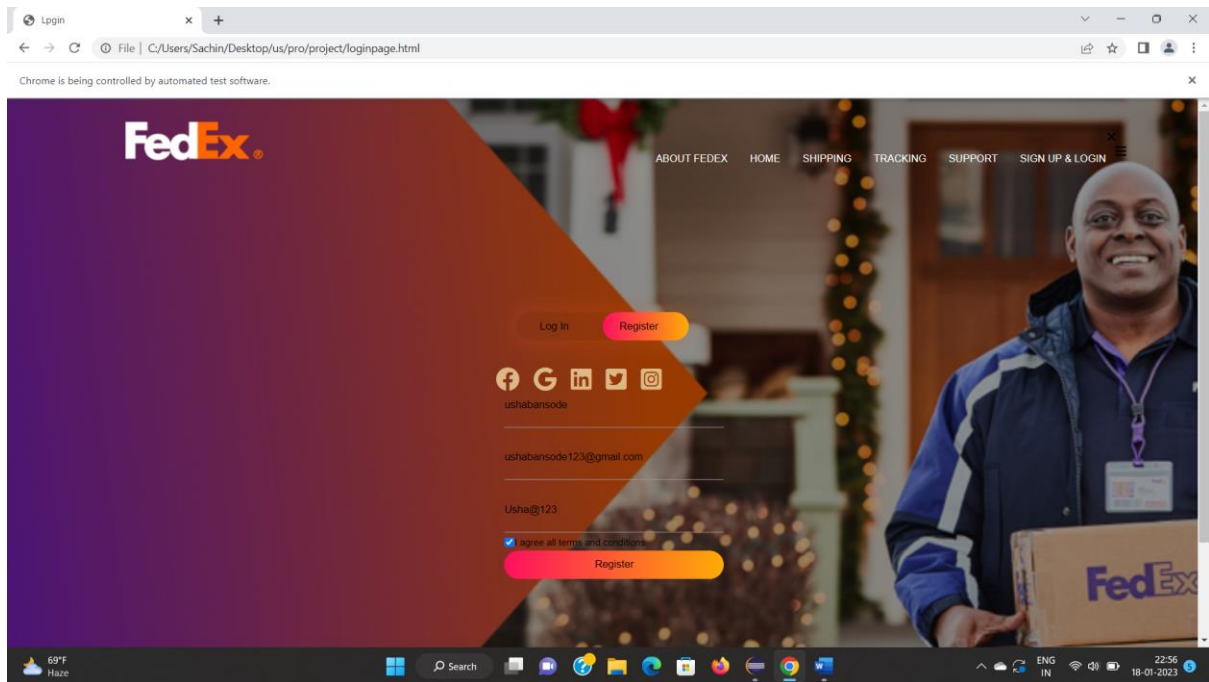 Lpgin
File | C:/Users/Sachin/Desktop/us/pro/project/loginpage.html
Chrome is being controlled by automated test software.
FedEx®
ABOUT FEDEX HOME SHIPPING TRACKING SUPPORT SIGN UP & LOGIN
Log In Register
ushabansode
ushabansode123@gmail.com
Usha@123
I agree all terms and conditions
Register
FedEx
69°F
Haze
Search
ENG
IN
22:56
18-01-2023
5